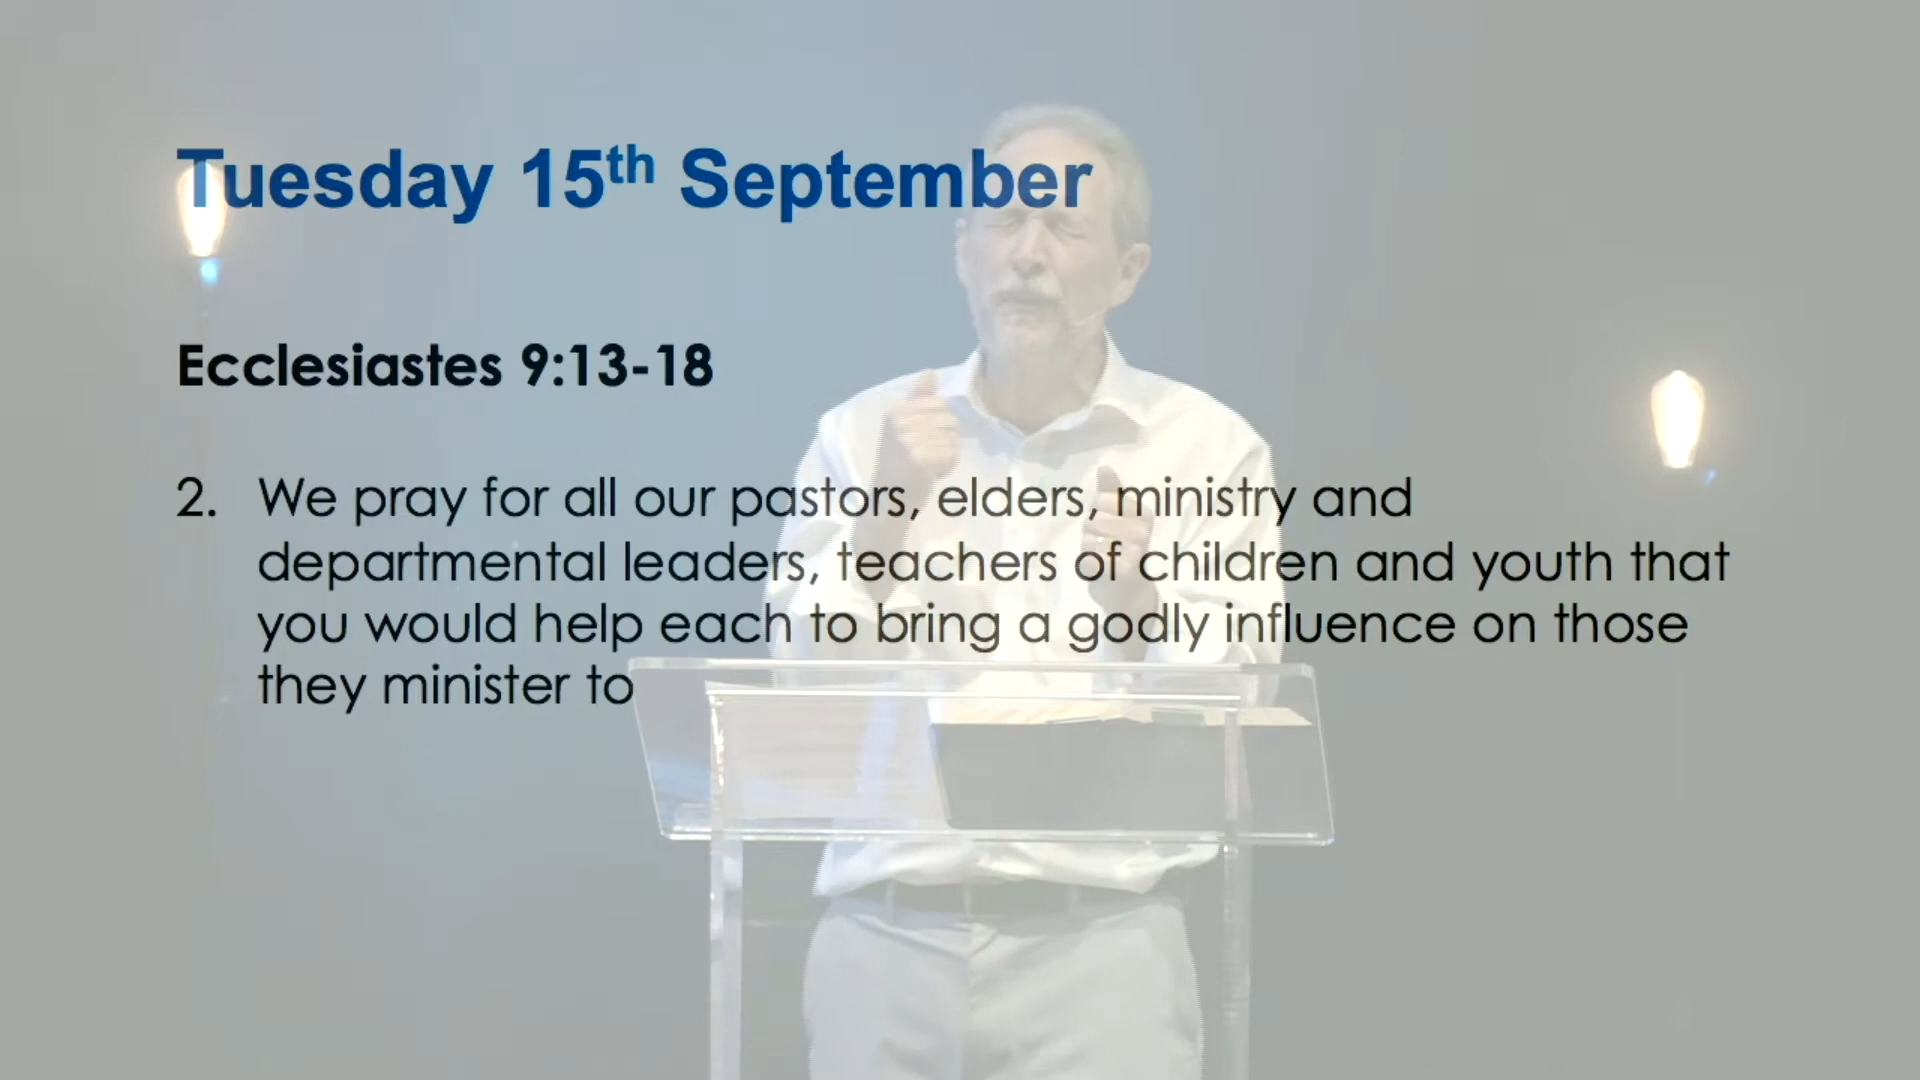 Tuesday 15th September
Ecclesiastes 9:13-18
2. We pray for all our pastors, elders, ministry and
departmental leaders, teachers of children and youth that
you would help each to bring a godly influence on those
they minister to